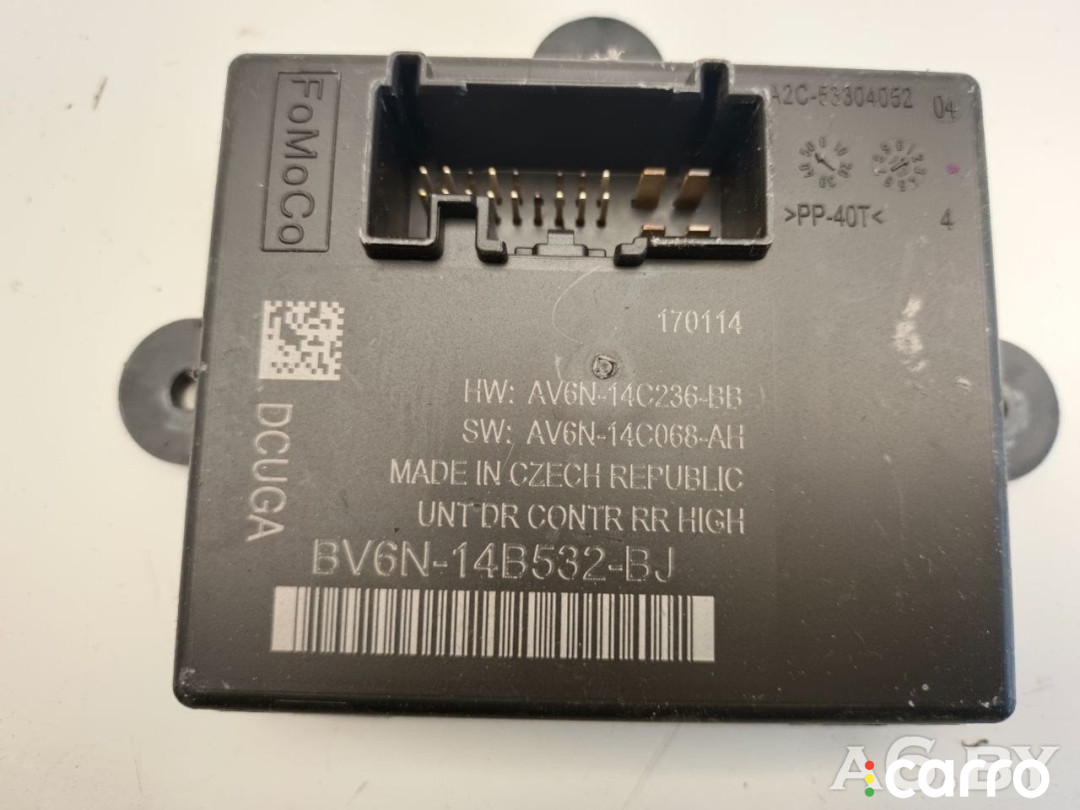 FoMoCo
A2C-53304052
04
>PP-40T<
4
170114
HW: AV6N-14C236-BB
SW: AV6N-14C068-AH
MADE IN CZECH REPUBLIC
UNT DR CONTR RR HIGH
DCUGA
BV6N-14B532-BJ
carro